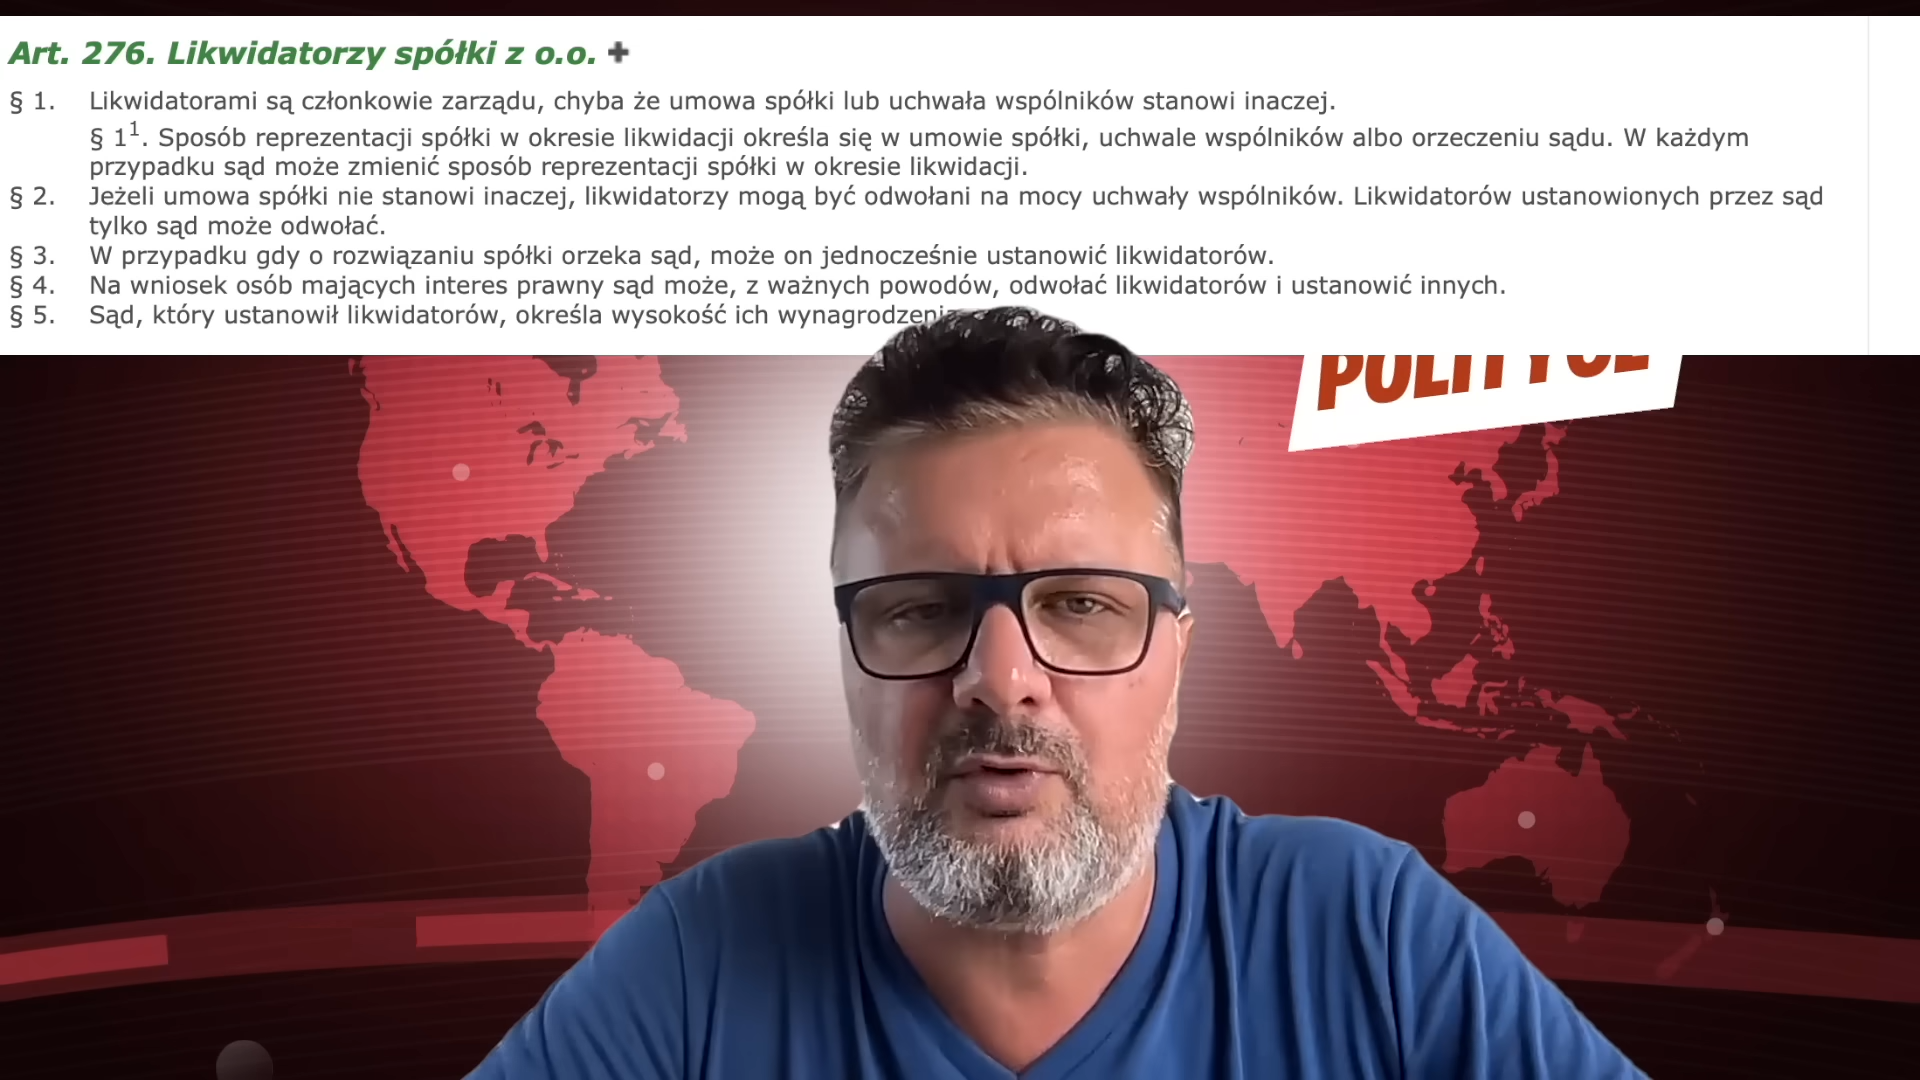 Art. 276. Likwidatorzy spółki z o.o. +
§ 1. Likwidatorami są członkowie zarządu, chyba że umowa spółki lub uchwała wspólników stanowi inaczej.
§ 1¹. Sposób reprezentacji spółki w okresie likwidacji określa się w umowie spółki, uchwale wspólników albo orzeczeniu sądu. W każdym
przypadku sąd może zmienić sposób reprezentacji spółki w okresie likwidacji.
§ 2. Jeżeli umowa spółki nie stanowi inaczej, likwidatorzy mogą być odwołani na mocy uchwały wspólników. Likwidatorów ustanowionych przez sąd
tylko sąd może odwołać.
§ 3. W przypadku gdy o rozwiązaniu spółki orzeka sąd, może on jednocześnie ustanowić likwidatorów.
§ 4. Na wniosek osób mających interes prawny sąd może, z ważnych powodów, odwołać likwidatorów i ustanowić innych.
§ 5. Sąd, który ustanowił likwidatorów, określa wysokość ich